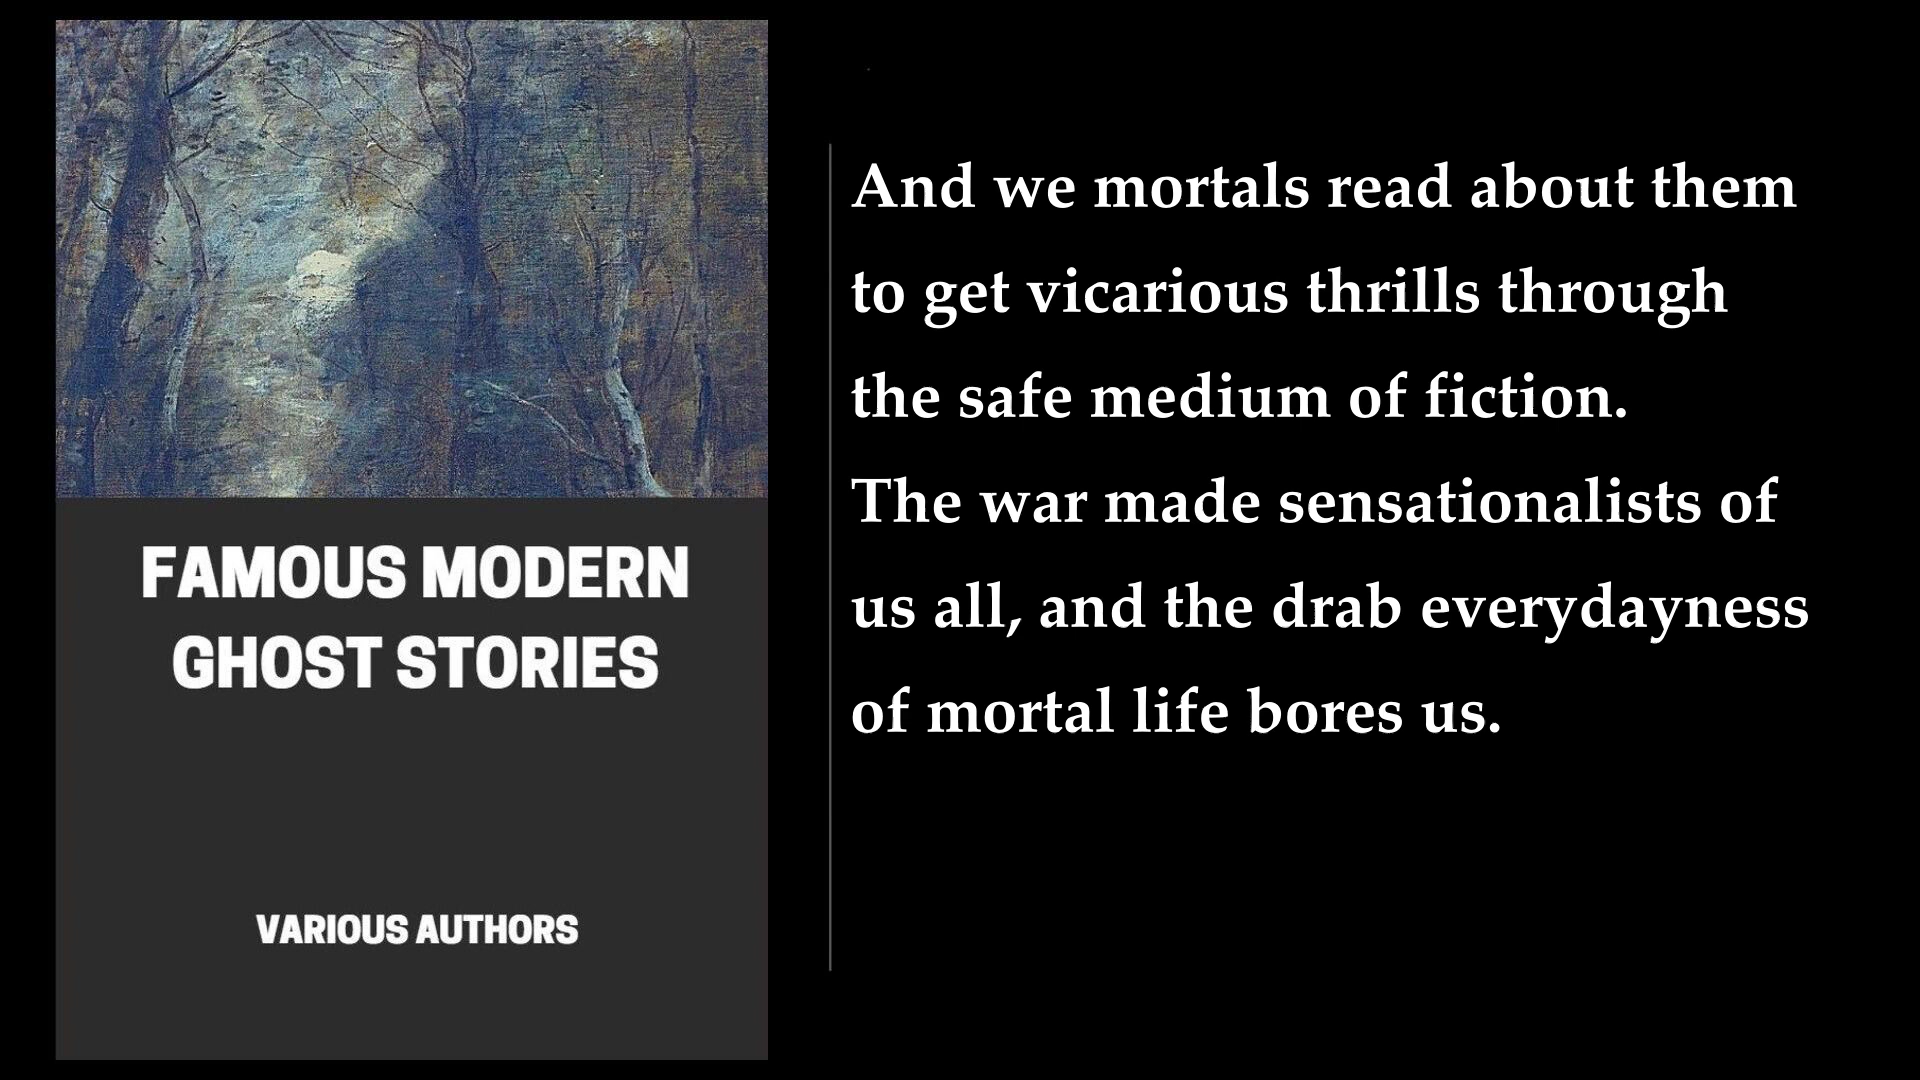 FAMOUS MODERN
GHOST STORIES
VARIOUS AUTHORS
And we mortals read about them
to get vicarious thrills through
the safe medium of fiction.
The war made sensationalists of
us all, and the drab everydayness
of mortal life bores us.